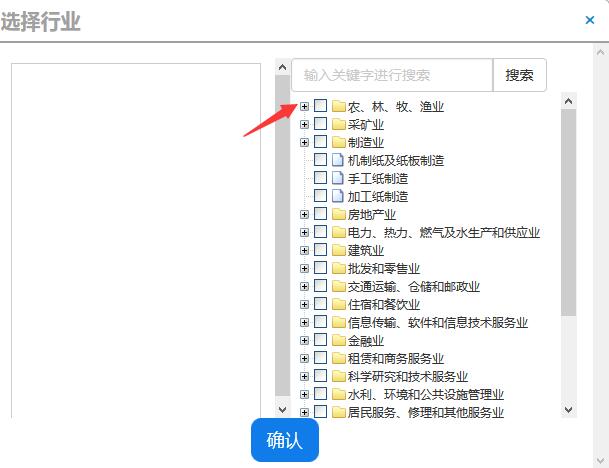 选择行业
×
输入关键字进行搜索
搜索
农、林、牧、渔业
采矿业
制造业
机制纸及纸板制造
手工纸制造
加工纸制造
房地产业
电力、热力、燃气及水生产和供应业
建筑业
批发和零售业
交通运输、仓储和邮政业
住宿和餐饮业
信息传输、软件和信息技术服务业
金融业
租赁和商务服务业
科学研究和技术服务业
水利、环境和公共设施管理业
居民服务、修理和其他服务业
确认